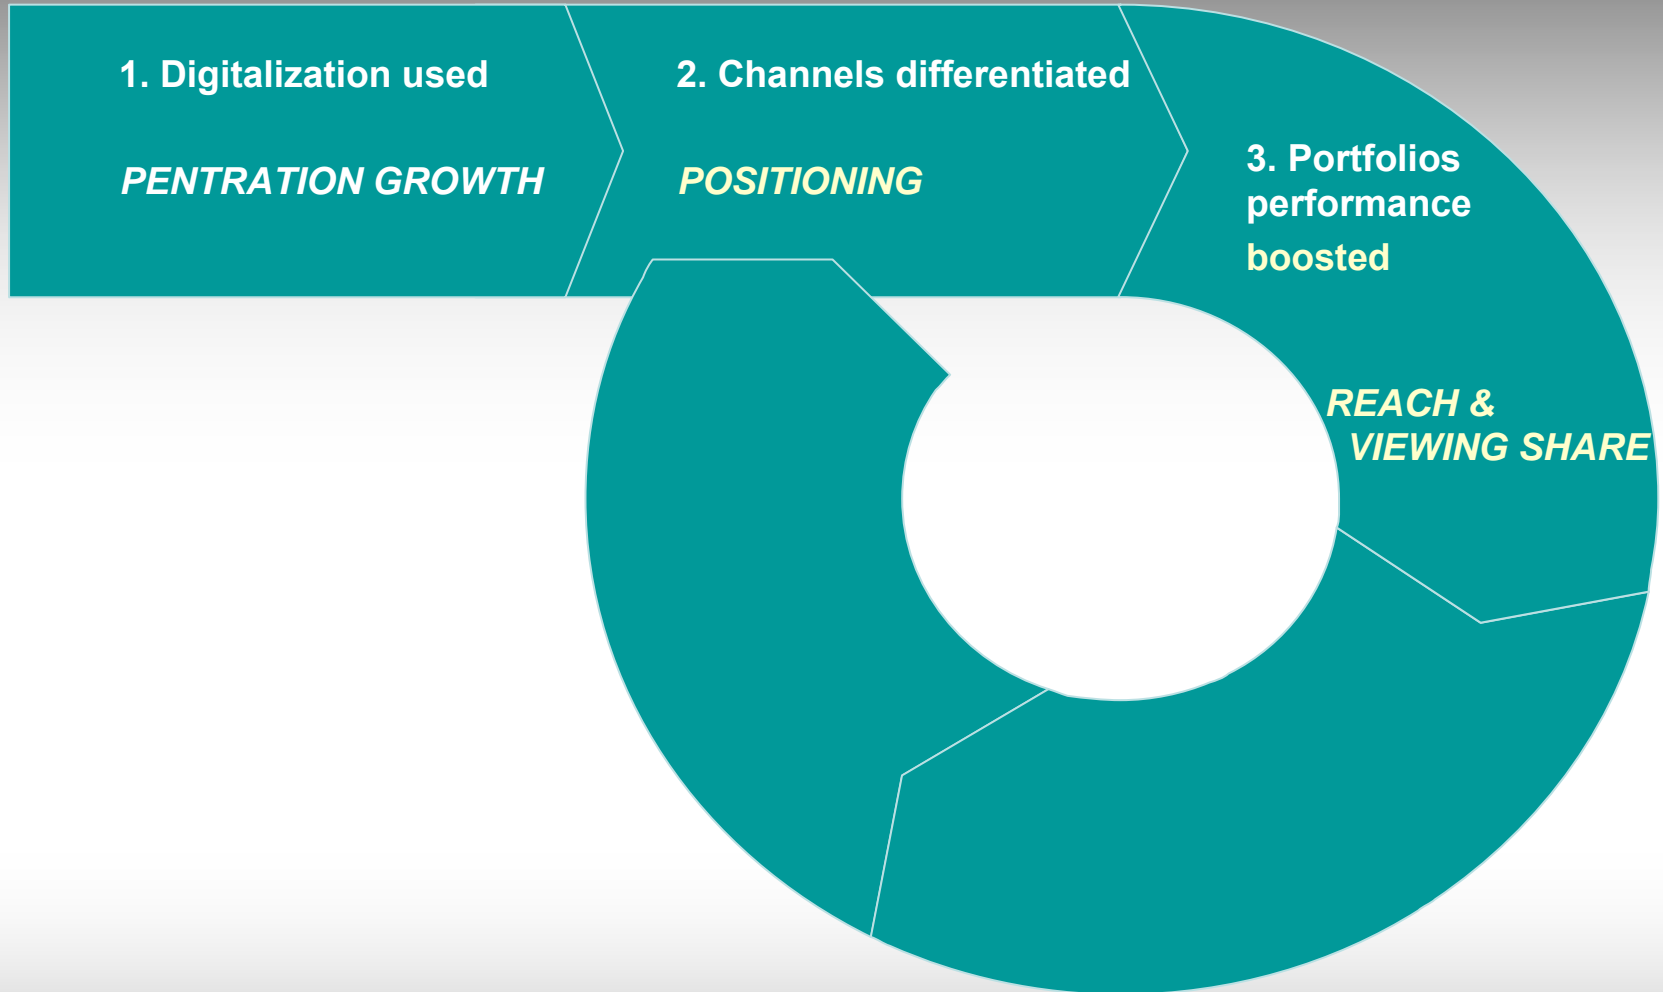 1. Digitalization used
PENTRATION GROWTH
2. Channels differentiated
POSITIONING
3. Portfolios
performance
boosted
REACH &
VIEWING SHARE